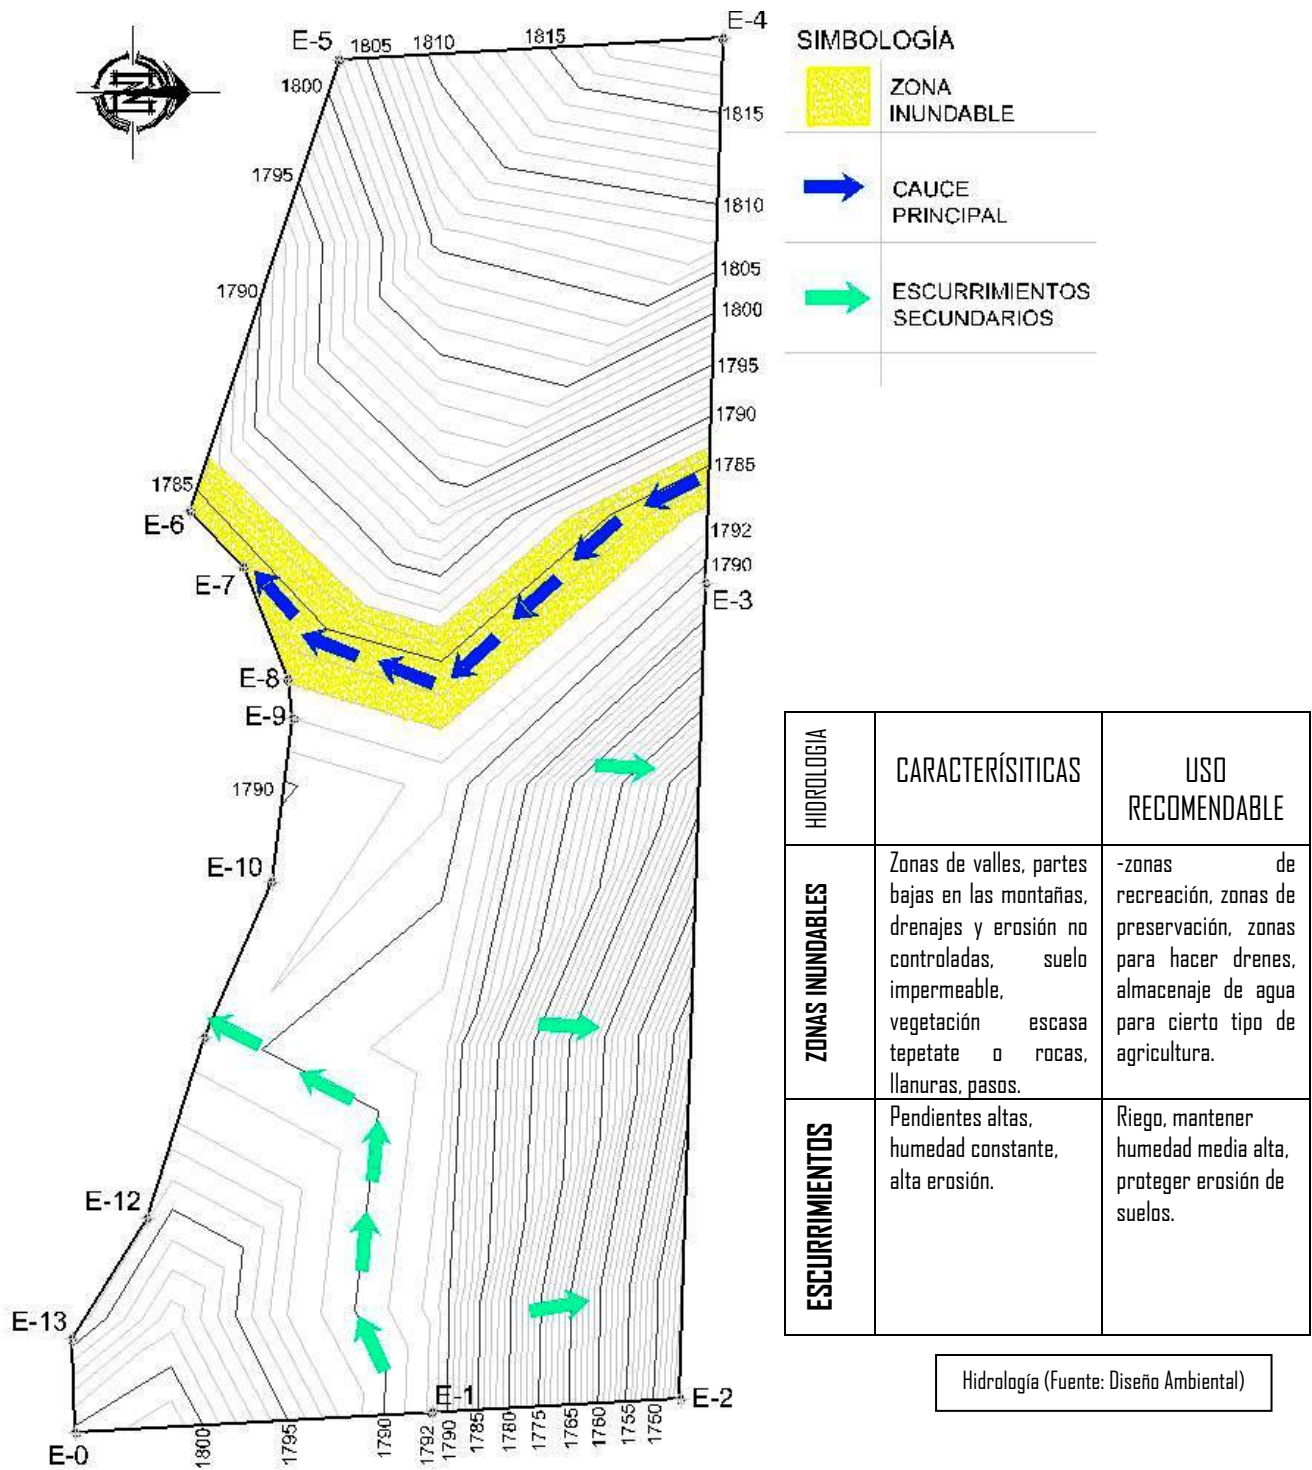 E-4
E-5
1805
1810
1815
1800
1795
1790
1785
E-6
E-7
E-8
E-9
1790
E-10
E-12
E-13
E-0
1815
1810
1805
1800
1795
1790
1785
1792
1790
E-3
E-2
E-1
1800
1795
1790
1792
1790
1785
1780
1775
1765
1760
1755
1750
N
SIMBOLOGÍA
ZONA
INUNDABLE
CAUCE
PRINCIPAL
ESCURRIMIENTOS
SECUNDARIOS
HIDROLOGIA
CARACTERÍSITICAS
USO
RECOMENDABLE
ZONAS INUNDABLES
Zonas de valles, partes
bajas en las montañas,
drenajes y erosión no
controladas, suelo
impermeable,
vegetación escasa
tepetate o rocas,
llanuras, pasos.
-zonas de
recreación, zonas de
preservación, zonas
para hacer drenes,
almacenaje de agua
para cierto tipo de
agricultura.
ESCURRIMIENTOS
Pendientes altas,
humedad constante,
alta erosión.
Riego, mantener
humedad media alta,
proteger erosión de
suelos.
Hidrología (Fuente: Diseño Ambiental)